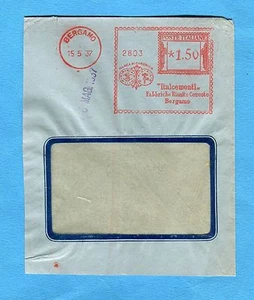 BERGAMO
15.5.37
2803
POSTE ITALIANE
*1.50
"Italcementi„
Fabbriche Riunite Cemento
Bergamo